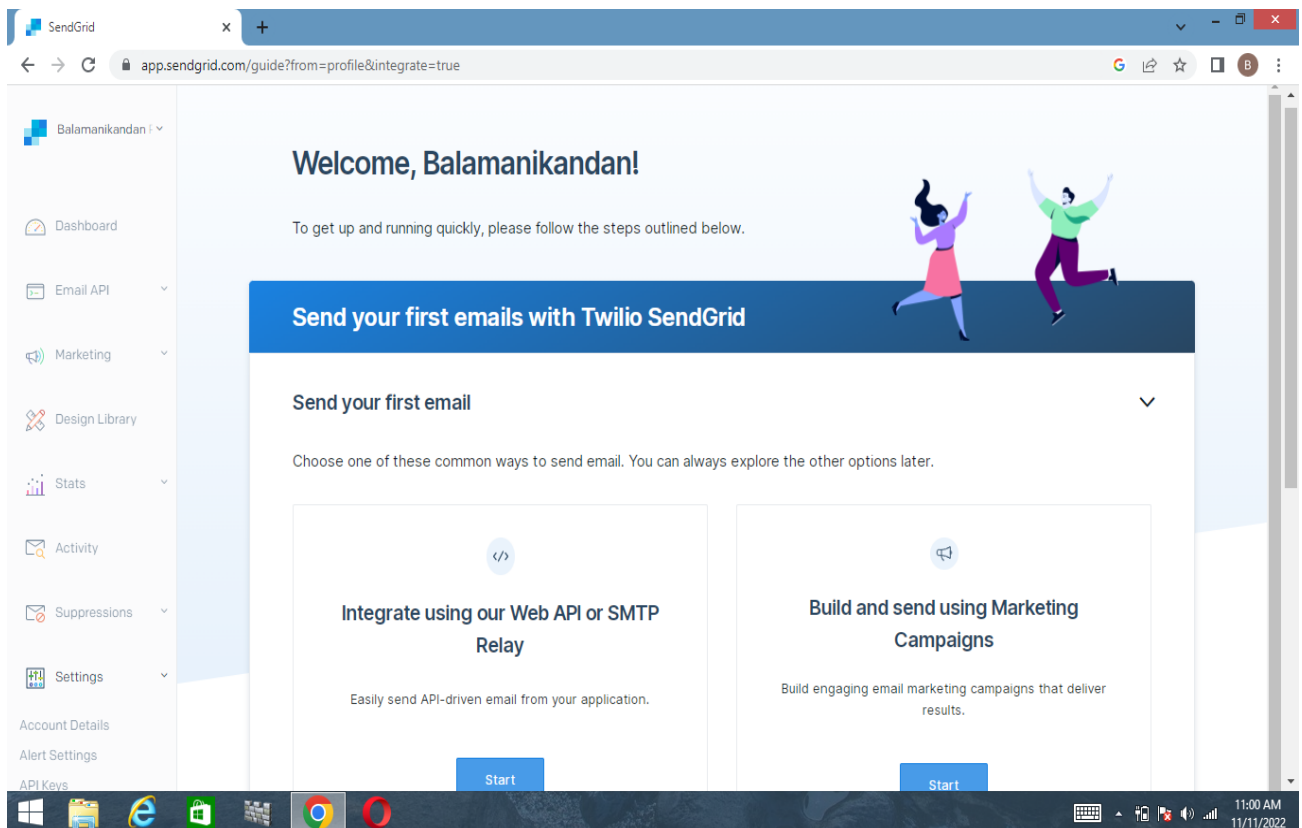 SendGrid
app.sendgrid.com/guide?from=profile&integrate=true
G
B
Balamanikandan
Dashboard
Email API
Marketing
Design Library
Stats
Activity
Suppressions
Settings
Account Details
Alert Settings
API Keys
Welcome, Balamanikandan!
To get up and running quickly, please follow the steps outlined below.
Send your first emails with Twilio SendGrid
Send your first email
Choose one of these common ways to send email. You can always explore the other options later.
Integrate using our Web API or SMTP
Relay
Easily send API-driven email from your application.
Start
Build and send using Marketing
Campaigns
Build engaging email marketing campaigns that deliver
results.
Start
11:00 AM
11/11/2022